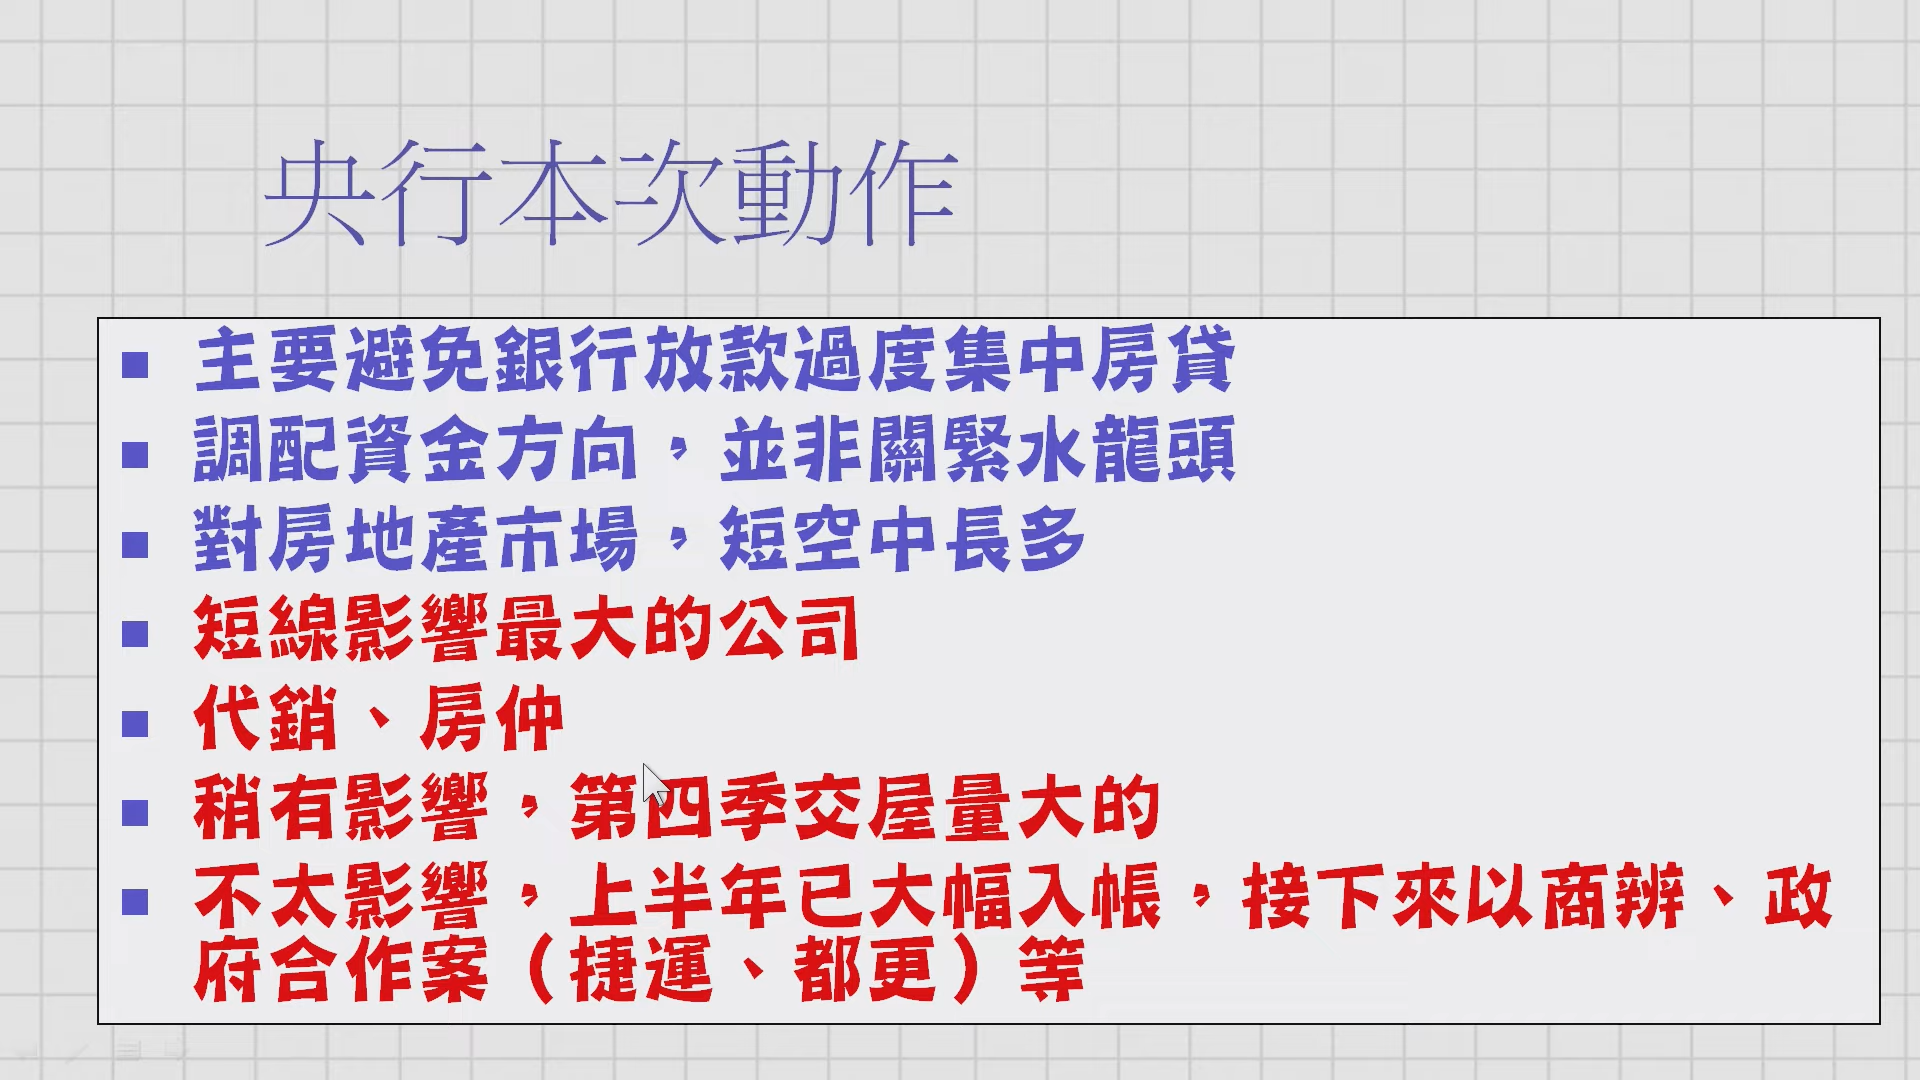 央行本次動作
主要避免銀行放款過度集中房貸
調配資金方向，並非關緊水龍頭
對房地產市場，短空中長多
短線影響最大的公司
代銷、房仲
稍有影響，第四季交屋量大的
不太影響，上半年已大幅入帳，接下來以商辨、政
府合作案（捷運、都更）等